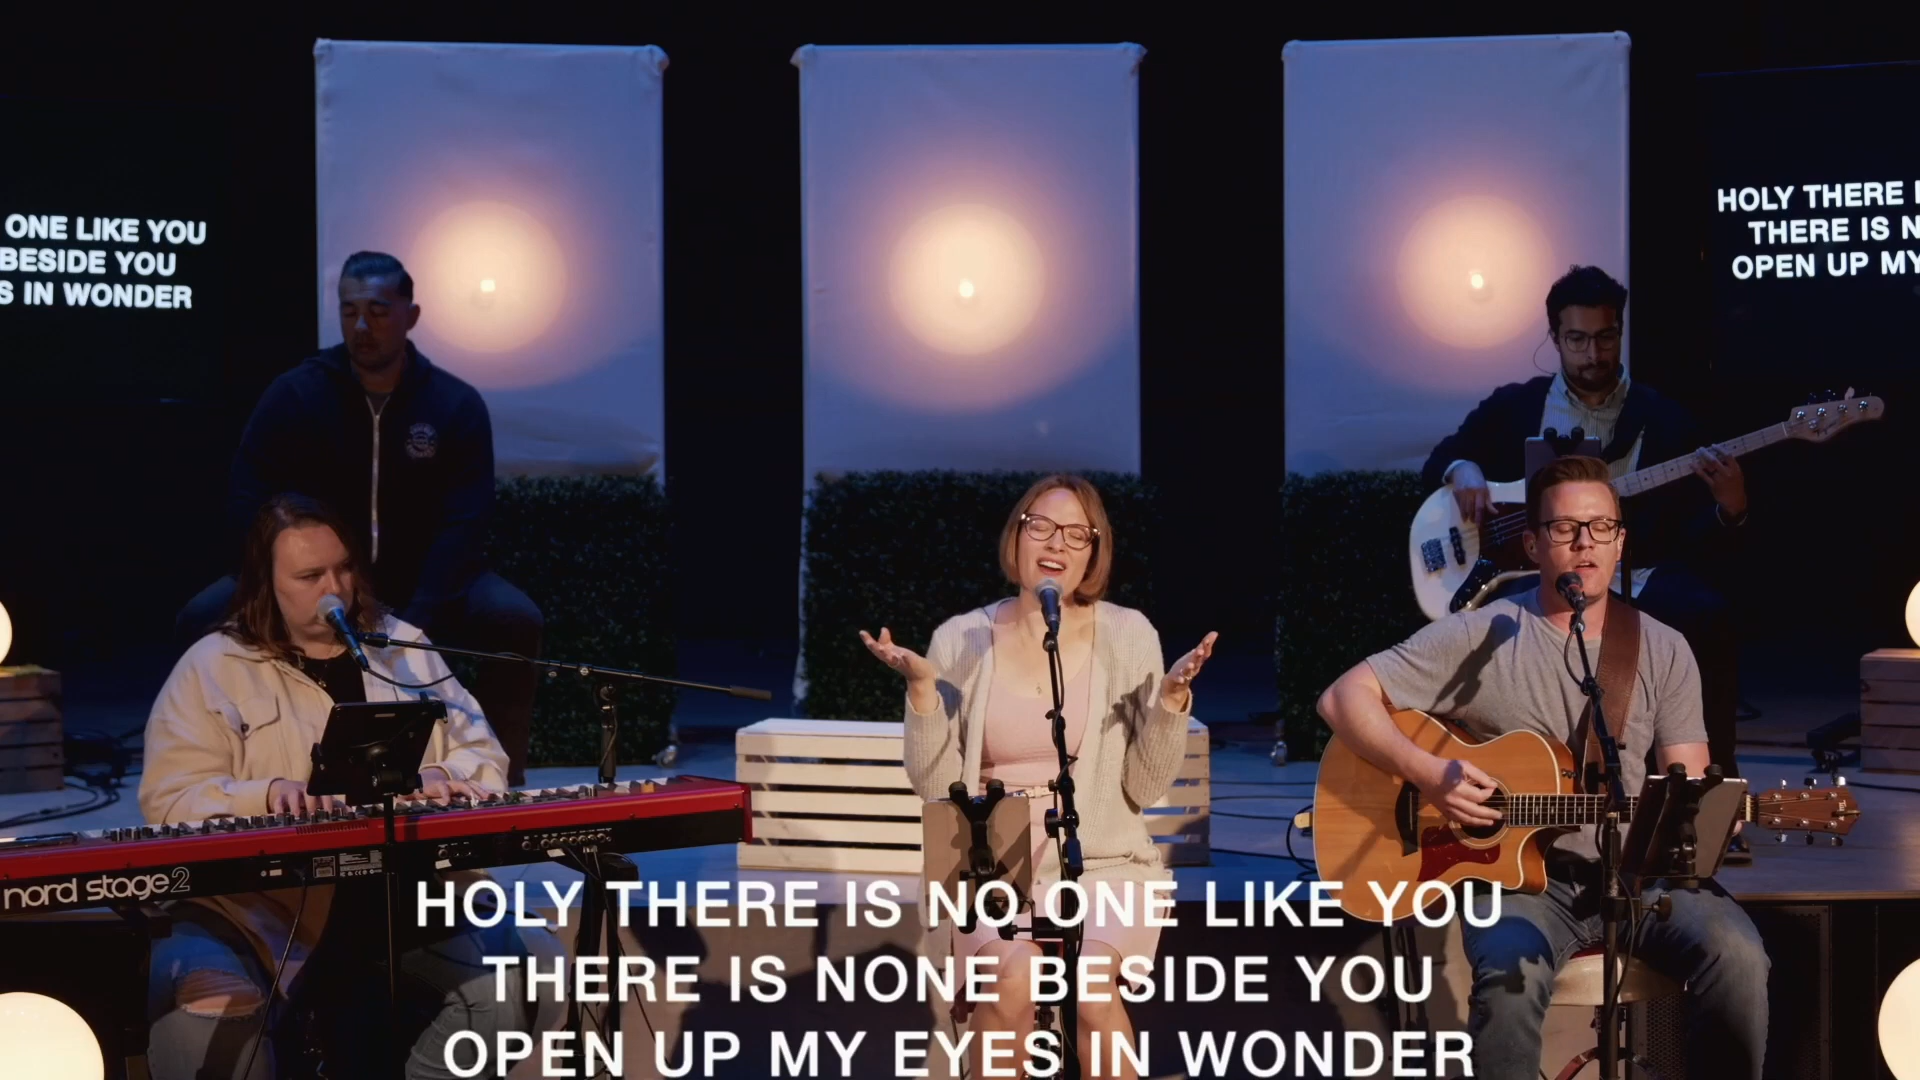 ONE LIKE YOU
BESIDE YOU
S IN WONDER
HOLY THERE
THERE IS N
OPEN UP MY
nord stage2
HOLY THERE IS NO ONE LIKE YOU
THERE IS NONE BESIDE YOU
OPEN UP MY EYES IN WONDER